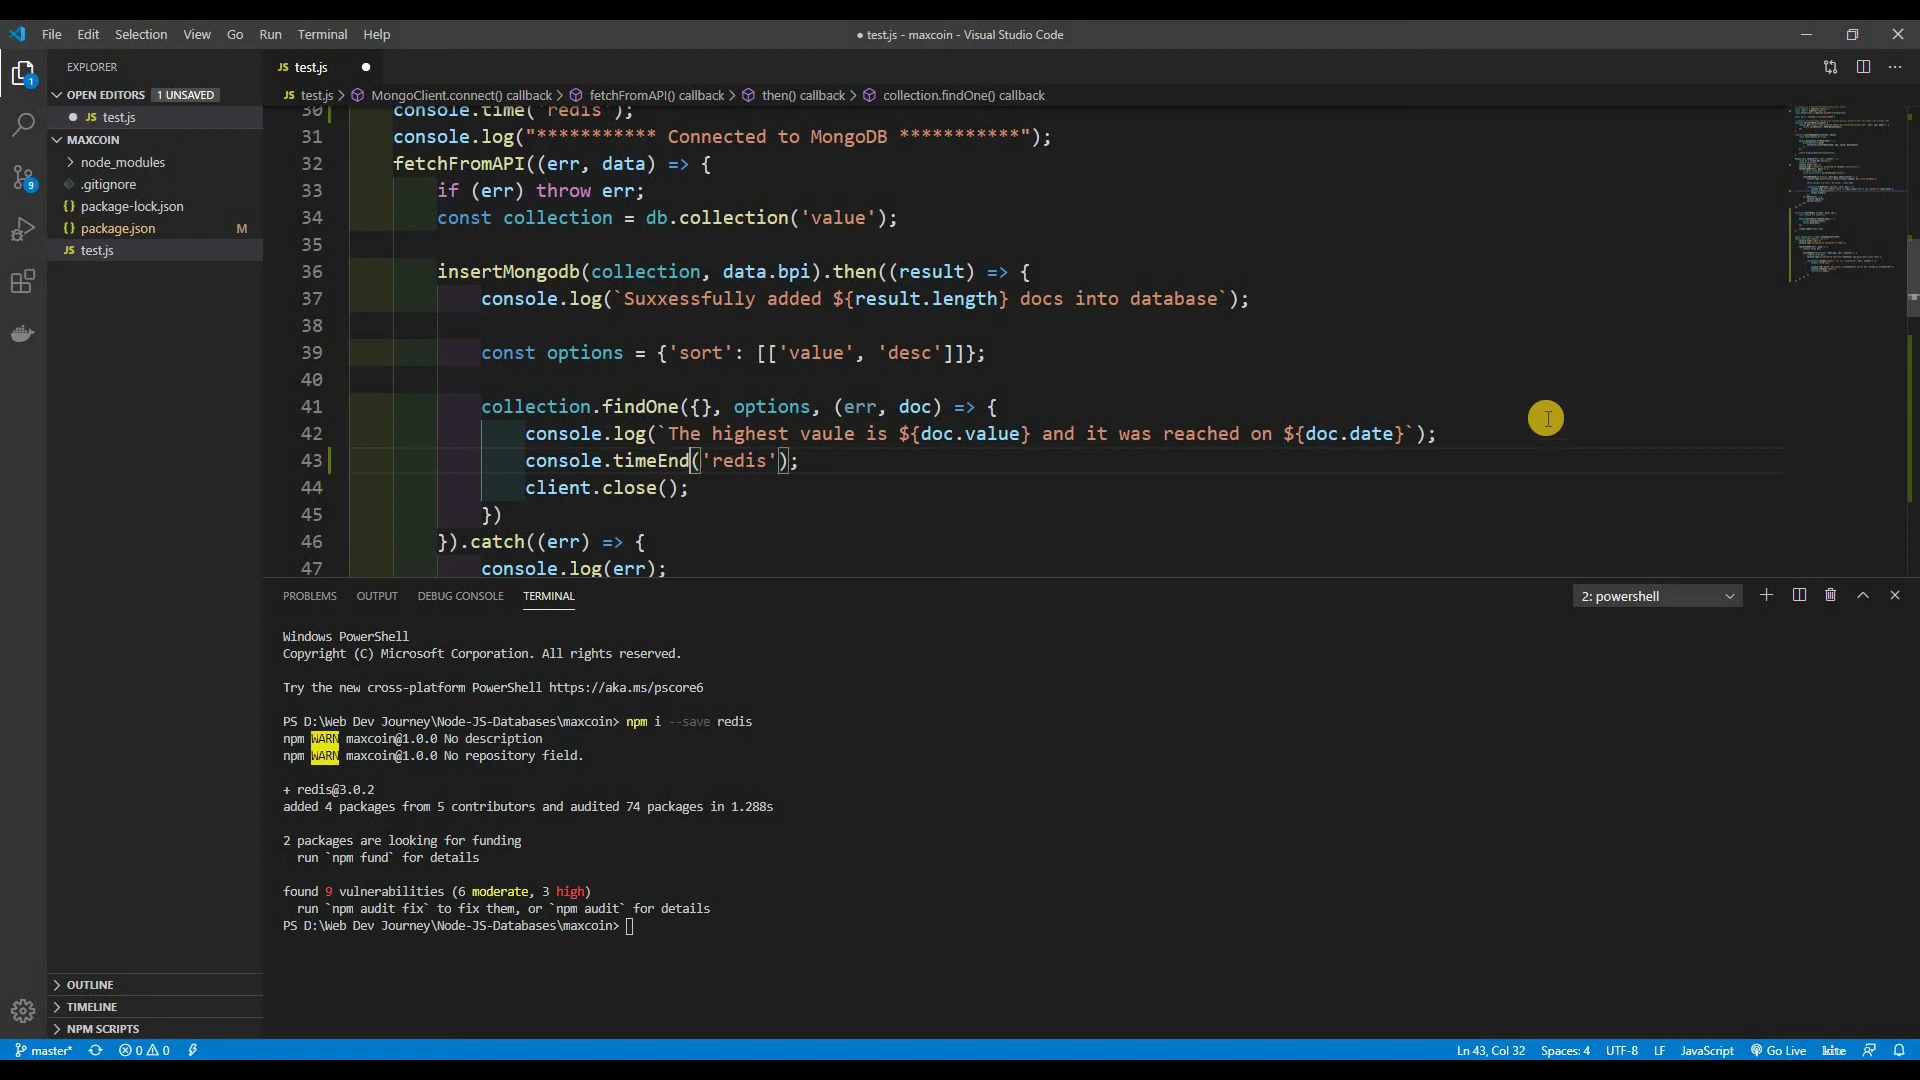 File Edit Selection View Go Run Terminal Help
● test.js - maxcoin - Visual Studio Code
EXPLORER
OPEN EDITORS 1 UNSAVED
JS test.js
MAXCOIN
node_modules
.gitignore
package-lock.json
package.json M
JS test.js
OUTLINE
TIMELINE
NPM SCRIPTS
1
9
JS test.js ●
JS test.js > MongoClient.connect() callback > fetchFromAPI() callback > then() callback > collection.findOne() callback
30 console.time('redis');
31 console.log("*********** Connected to MongoDB ***********");
32 fetchFromAPI((err, data) => {
33 if (err) throw err;
34 const collection = db.collection('value');
35
36 insertMongodb(collection, data.bpi).then((result) => {
37 console.log(`Suxxessfully added ${result.length} docs into database`);
38
39 const options = {'sort': [['value', 'desc']]};
40
41 collection.findOne({}, options, (err, doc) => {
42 console.log(`The highest vaule is ${doc.value} and it was reached on ${doc.date}`);
43 console.timeEnd('redis');
44 client.close();
45 })
46 }).catch((err) => {
47 console.log(err);
PROBLEMS OUTPUT DEBUG CONSOLE TERMINAL
2: powershell
Windows PowerShell
Copyright (C) Microsoft Corporation. All rights reserved.
Try the new cross-platform PowerShell https://aka.ms/pscore6
PS D:\Web Dev Journey\Node-JS-Databases\maxcoin> npm i --save redis
npm WARN maxcoin@1.0.0 No description
npm WARN maxcoin@1.0.0 No repository field.
+ redis@3.0.2
added 4 packages from 5 contributors and audited 74 packages in 1.288s
2 packages are looking for funding
run `npm fund` for details
found 9 vulnerabilities (6 moderate, 3 high)
run `npm audit fix` to fix them, or `npm audit` for details
PS D:\Web Dev Journey\Node-JS-Databases\maxcoin>
master* 0 0 Ln 43, Col 32 Spaces: 4 UTF-8 LF JavaScript Go Live kite